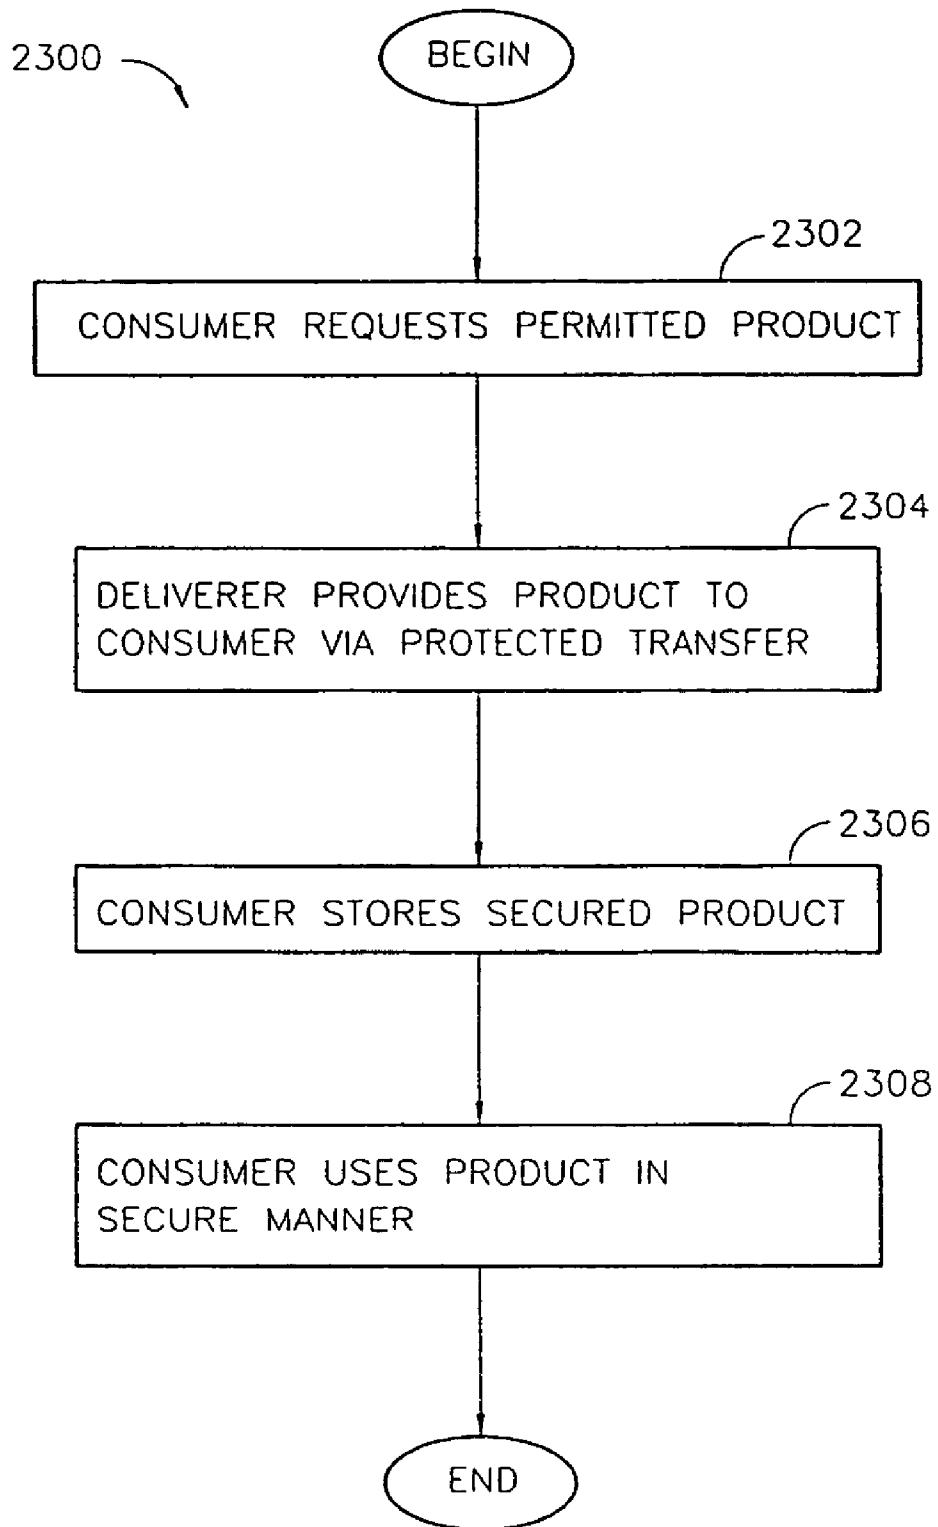 2300
BEGIN
2302
CONSUMER REQUESTS PERMITTED PRODUCT
2304
DELIVERER PROVIDES PRODUCT TO
CONSUMER VIA PROTECTED TRANSFER
2306
CONSUMER STORES SECURED PRODUCT
2308
CONSUMER USES PRODUCT IN
SECURE MANNER
END